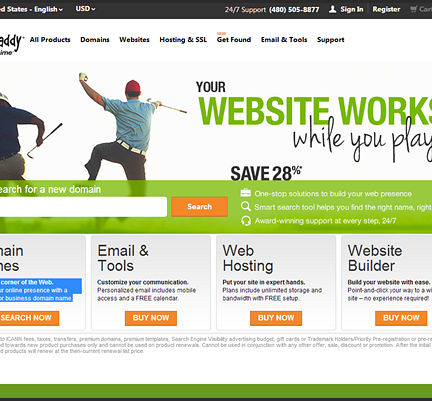 ed States - English USD 24/7 Support (480) 505-8877 Sign In Register Cart
addy
All Products Domains Websites Hosting & SSL Get Found Email & Tools Support
NEW
YOUR
WEBSITE WORKS
while you play
SAVE 28%
earch for a new domain
Search
One-stop solutions to build your web presence
Smart search tool helps you find the right name, right
Award-winning support at every step, 24/7
main
mes
corner of the Web.
ur online presence with a
or business domain name
SEARCH NOW
Email &
Tools
Customize your communication.
Personalized email includes mobile
access and a FREE calendar.
BUY NOW
Web
Hosting
Put your site in expert hands.
Plans include unlimited storage and
bandwidth with FREE setup.
BUY NOW
Website
Builder
Build your website with ease.
Point-and-click your way to a wi
site – no experience required!
BUY NOW
to ICANN fees, taxes, transfers, premium domains, premium templates, Search Engine Visiblity advertising budget, gift cards or Trademark Holders/Priority Pre-registration or pre-re
ed towards new product purchases only and cannot be used on product renewals. Cannot be used in conjunction with any other offer, sale, discount or promotion. After the initial
ed products will renew at the then-current renewal list price.